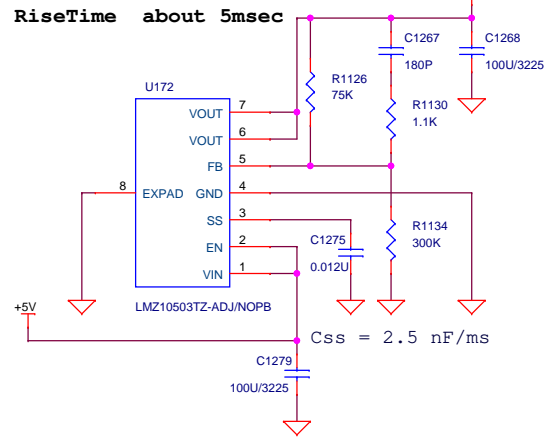 RiseTime about 5msec
C1267
180P
C1268
100U/3225
R1126
75K
U172
R1130
1.1K
VOUT 7
VOUT 6
FB 5
8 EXPAD GND 4
SS 3
EN 2
VIN 1
C1275
0.012U
R1134
300K
LMZ10503TZ-ADJ/NOPB
+5V
Css = 2.5 nF/ms
C1279
100U/3225